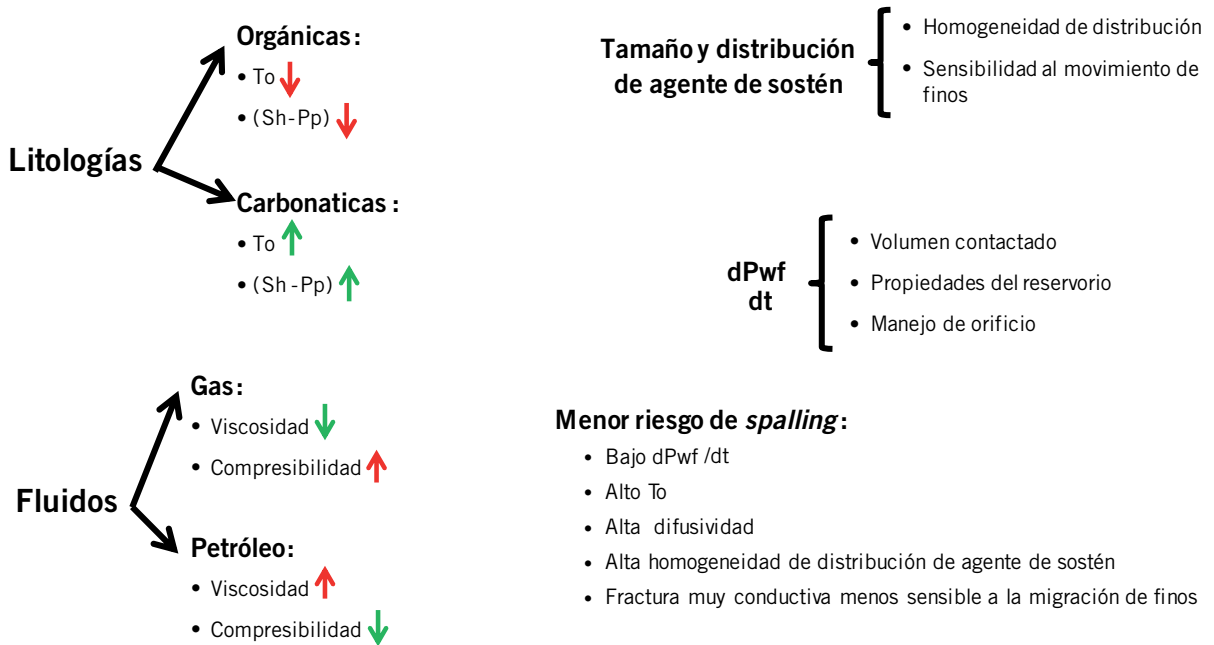 Litologías
Orgánicas:
• To
• (Sh-Pp)
Carbonaticas :
• To
• (Sh -Pp)
Tamaño y distribución
de agente de sostén
• Homogeneidad de distribución
• Sensibilidad al movimiento de
finos
dPwf
dt
• Volumen contactado
• Propiedades del reservorio
• Manejo de orificio
Fluidos
Gas:
• Viscosidad
• Compresibilidad
Petróleo:
• Viscosidad
• Compresibilidad
Menor riesgo de spalling :
• Bajo dPwf /dt
• Alto To
• Alta difusividad
• Alta homogeneidad de distribución de agente de sostén
• Fractura muy conductiva menos sensible a la migración de finos